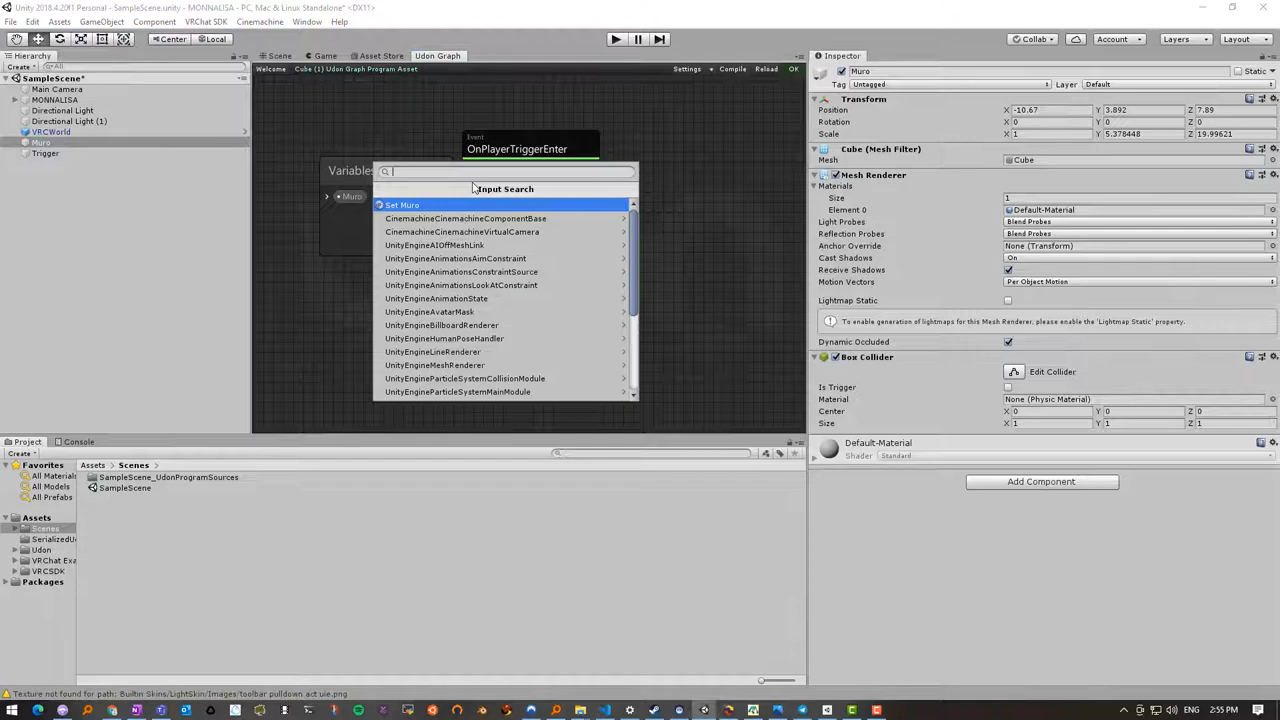 Unity 2018.4.20f1 Personal - SampleScene.unity - MONNALISA - PC, Mac & Linux Standalone* <DX11>
File Edit Assets GameObject Component VRChat SDK Cinemachine Window Help
Center Local Collab Account Layers Layout
Hierarchy Scene Game Asset Store Udon Graph Inspector
Create All
Welcome Cube (1) Udon Graph Program Asset Settings Compile Reload OK
SampleScene*
Main Camera
MONNALISA
Directional Light
Directional Light (1)
VRCWorld
Muro
Trigger
Event
OnPlayerTriggerEnter
Variables
Muro
Input Search
Set Muro
CinemachineCinemachineComponentBase
CinemachineCinemachineVirtualCamera
UnityEngineAIOffMeshLink
UnityEngineAnimationsAimConstraint
UnityEngineAnimationsConstraintSource
UnityEngineAnimationsLookAtConstraint
UnityEngineAnimationState
UnityEngineAvatarMask
UnityEngineBillboardRenderer
UnityEngineHumanPoseHandler
UnityEngineLineRenderer
UnityEngineMeshRenderer
UnityEngineParticleSystemCollisionModule
UnityEngineParticleSystemMainModule
Muro Static
Tag Untagged Layer Default
Transform
Position X -10.67 Y 3.892 Z 7.89
Rotation X 0 Y 0 Z 0
Scale X 1 Y 5.378448 Z 19.99621
Cube (Mesh Filter)
Mesh Cube
Mesh Renderer
Materials
Size 1
Element 0 Default-Material
Light Probes Blend Probes
Reflection Probes Blend Probes
Anchor Override None (Transform)
Cast Shadows On
Receive Shadows
Motion Vectors Per Object Motion
Lightmap Static
To enable generation of lightmaps for this Mesh Renderer, please enable the 'Lightmap Static' property.
Dynamic Occluded
Box Collider
Edit Collider
Is Trigger
Material None (Physic Material)
Center X 0 Y 0 Z 0
Size X 1 Y 1 Z 1
Default-Material
Shader Standard
Add Component
Project Console
Create
Favorites
All Materials
All Models
All Prefabs
Assets
Scenes
SerializedUd
Udon
VRChat Exa
VRCSDK
Packages
Assets Scenes
SampleScene_UdonProgramSources
SampleScene
Texture not found for path: Builtin Skins/LightSkin/Images/toolbar pulldown act uie.png
2:55 PM